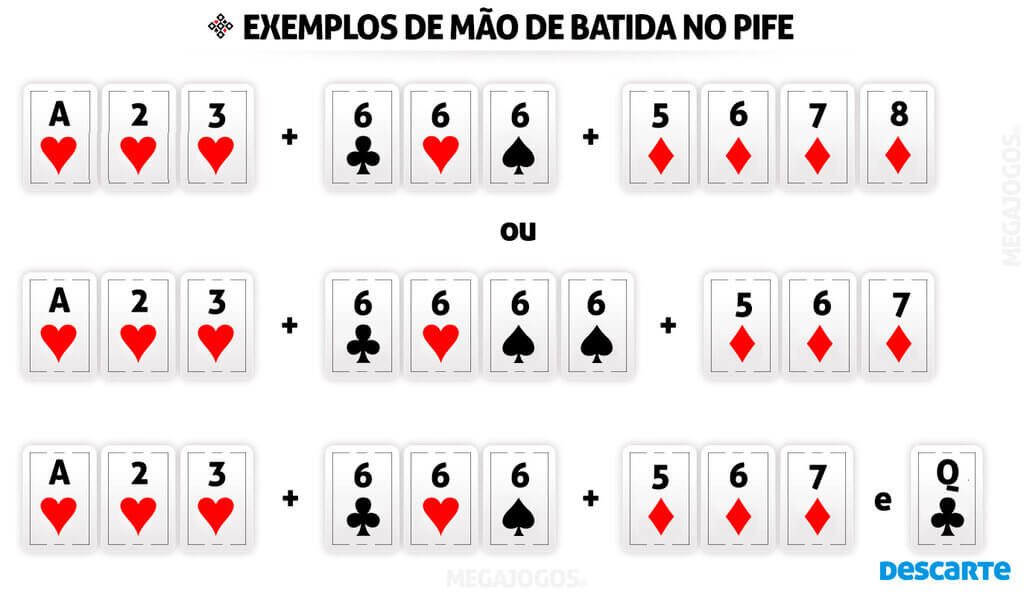 EXEMPLOS DE MÃO DE BATIDA NO PIFE
A 2 3 + 6 6 6 + 5 6 7 8
ou
A 2 3 + 6 6 6 6 + 5 6 7
A 2 3 + 6 6 6 + 5 6 7 e Q
DESCARTE
MEGAJOGOS
MEGAJOGOS